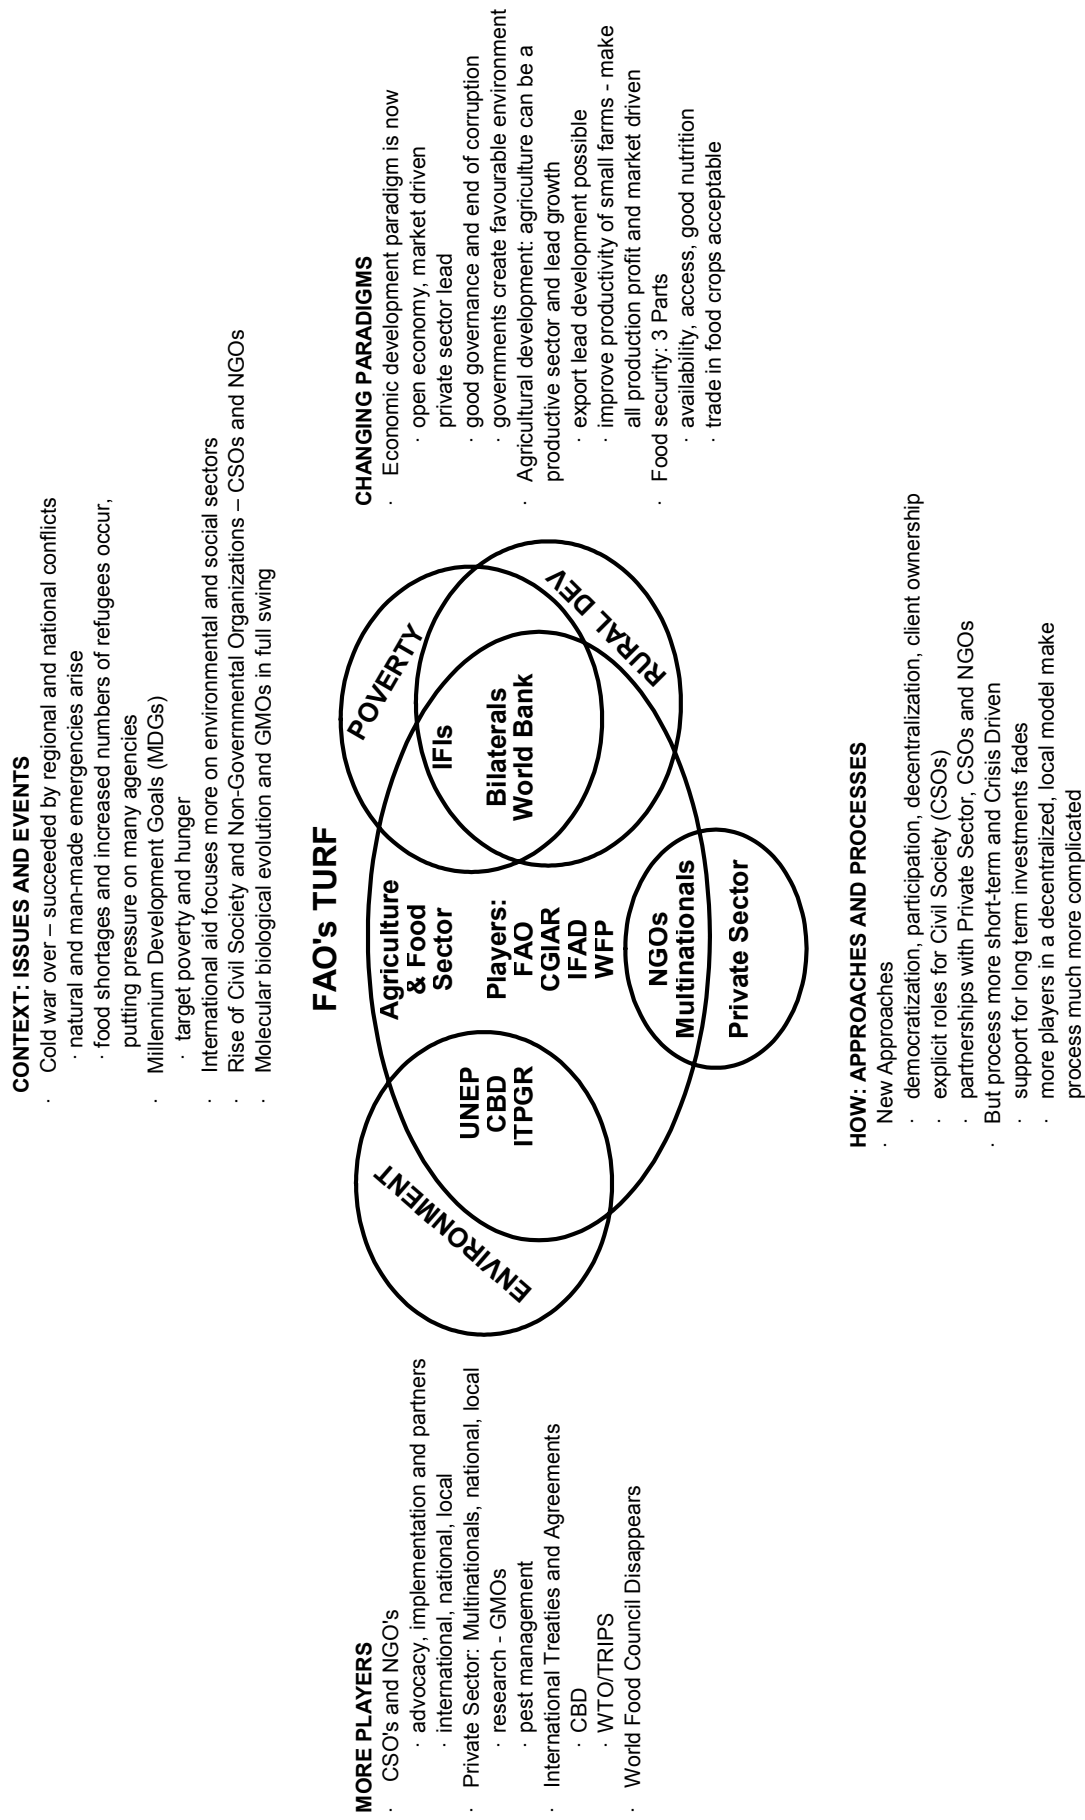 CONTEXT: ISSUES AND EVENTS
· Cold war over – succeeded by regional and national conflicts
· natural and man-made emergencies arise
· food shortages and increased numbers of refugees occur,
putting pressure on many agencies
· Millennium Development Goals (MDGs)
· target poverty and hunger
· International aid focuses more on environmental and social sectors
· Rise of Civil Society and Non-Governmental Organizations – CSOs and NGOs
· Molecular biological evolution and GMOs in full swing
MORE PLAYERS
· CSO's and NGO's
· advocacy, implementation and partners
· international, national, local
· Private Sector: Multinationals, national, local
· research - GMOs
· pest management
· International Treaties and Agreements
· CBD
· WTO/TRIPS
· World Food Council Disappears
FAO's TURF
ENVIRONMENT
UNEP
CBD
ITPGR
Agriculture
& Food
Sector
Players:
FAO
CGIAR
IFAD
WFP
NGOs
Multinationals
Private Sector
POVERTY
IFIs
Bilaterals
World Bank
RURAL DEV
CHANGING PARADIGMS
· Economic development paradigm is now
· open economy, market driven
private sector lead
· good governance and end of corruption
· governments create favourable environment
· Agricultural development: agriculture can be a
productive sector and lead growth
· export lead development possible
· improve productivity of small farms - make
all production profit and market driven
· Food security: 3 Parts
· availability, access, good nutrition
· trade in food crops acceptable
HOW: APPROACHES AND PROCESSES
· New Approaches
· democratization, participation, decentralization, client ownership
· explicit roles for Civil Society (CSOs)
· partnerships with Private Sector, CSOs and NGOs
· But process more short-term and Crisis Driven
· support for long term investments fades
· more players in a decentralized, local model make
process much more complicated